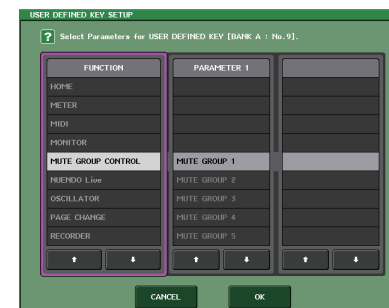 USER DEFINED KEY SETUP
? Select Parameters for USER DEFINED KEY [BANK A : No.9].
FUNCTION
HOME
METER
MIDI
MONITOR
MUTE GROUP CONTROL
NUENDO Live
OSCILLATOR
PAGE CHANGE
RECORDER
PARAMETER 1
MUTE GROUP 1
MUTE GROUP 2
MUTE GROUP 3
MUTE GROUP 4
MUTE GROUP 5
CANCEL
OK